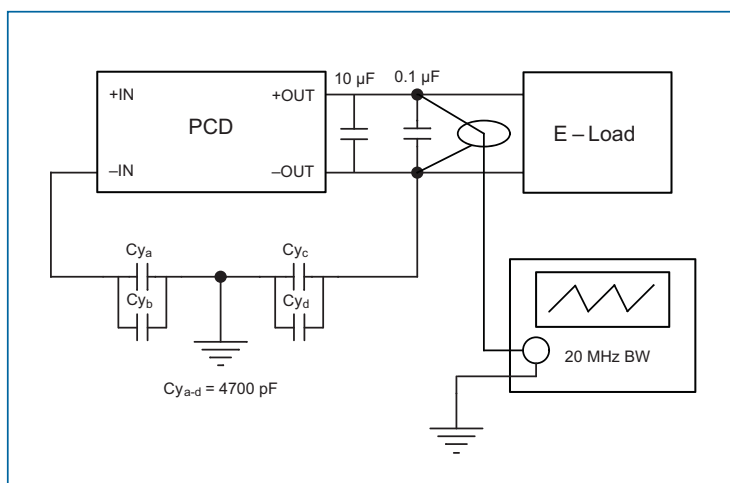 10 µF
0.1 µF
+IN
+OUT
PCD
E – Load
–IN
–OUT
Cya
Cyc
Cyb
Cyd
20 MHz BW
Cya-d = 4700 pF